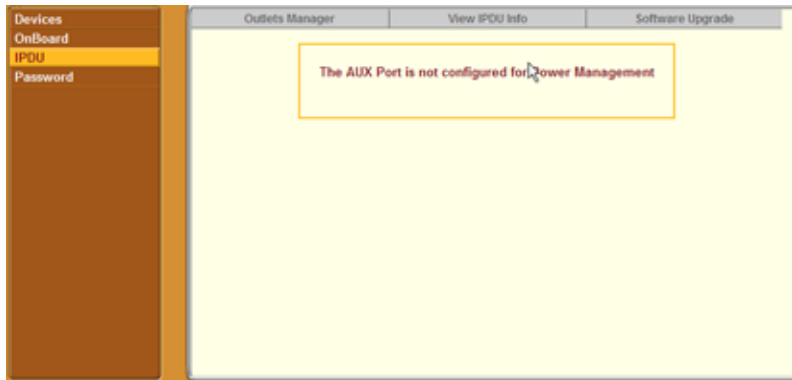 Devices
OnBoard
IPDU
Password
Outlets Manager
View IPDU Info
Software Upgrade
The AUX Port is not configured for Power Management